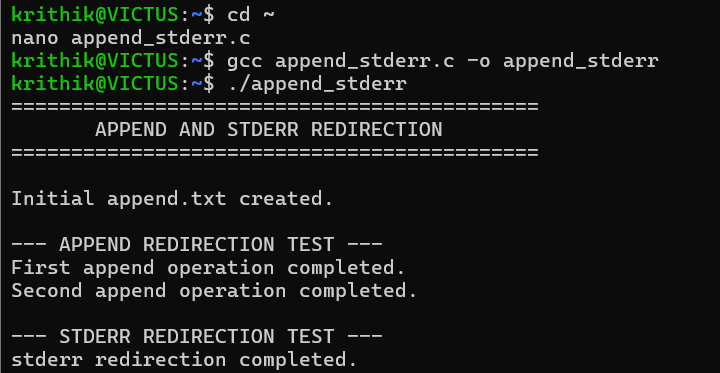 krithik@VICTUS:~$ cd ~
nano append_stderr.c
krithik@VICTUS:~$ gcc append_stderr.c -o append_stderr
krithik@VICTUS:~$ ./append_stderr
============================================
       APPEND AND STDERR REDIRECTION
============================================

Initial append.txt created.

--- APPEND REDIRECTION TEST ---
First append operation completed.
Second append operation completed.

--- STDERR REDIRECTION TEST ---
stderr redirection completed.